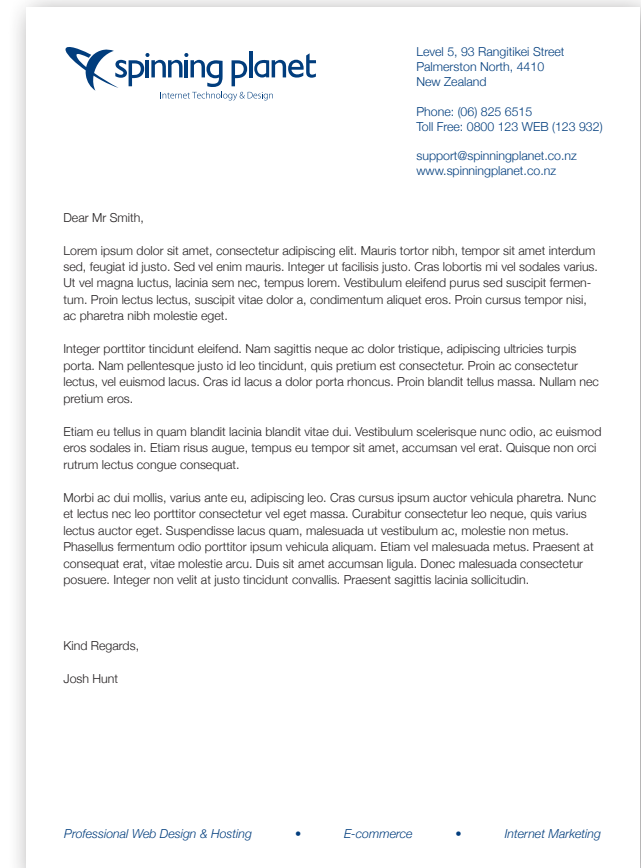 spinning planet
Internet Technology & Design
Level 5, 93 Rangitikei Street
Palmerston North, 4410
New Zealand
Phone: (06) 825 6515
Toll Free: 0800 123 WEB (123 932)
support@spinningplanet.co.nz
www.spinningplanet.co.nz
Dear Mr Smith,
Lorem ipsum dolor sit amet, consectetur adipiscing elit. Mauris tortor nibh, tempor sit amet interdum
sed, feugiat id justo. Sed vel enim mauris. Integer ut facilisis justo. Cras lobortis mi vel sodales varius.
Ut vel magna luctus, lacinia sem nec, tempus lorem. Vestibulum eleifend purus sed suscipit fermen-
tum. Proin lectus lectus, suscipit vitae dolor a, condimentum aliquet eros. Proin cursus tempor nisi,
ac pharetra nibh molestie eget.
Integer porttitor tincidunt eleifend. Nam sagittis neque ac dolor tristique, adipiscing ultricies turpis
porta. Nam pellentesque justo id leo tincidunt, quis pretium est consectetur. Proin ac consectetur
lectus, vel euismod lacus. Cras id lacus a dolor porta rhoncus. Proin blandit tellus massa. Nullam nec
pretium eros.
Etiam eu tellus in quam blandit lacinia blandit vitae dui. Vestibulum scelerisque nunc odio, ac euismod
eros sodales in. Etiam risus augue, tempus eu tempor sit amet, accumsan vel erat. Quisque non orci
rutrum lectus congue consequat.
Morbi ac dui mollis, varius ante eu, adipiscing leo. Cras cursus ipsum auctor vehicula pharetra. Nunc
et lectus nec leo porttitor consectetur vel eget massa. Curabitur consectetur leo neque, quis varius
lectus auctor eget. Suspendisse lacus quam, malesuada ut vestibulum ac, molestie non metus.
Phasellus fermentum odio porttitor ipsum vehicula aliquam. Etiam vel malesuada metus. Praesent at
consequat erat, vitae molestie arcu. Duis sit amet accumsan ligula. Donec malesuada consectetur
posuere. Integer non velit at justo tincidunt convallis. Praesent sagittis lacinia sollicitudin.
Kind Regards,
Josh Hunt
Professional Web Design & Hosting • E-commerce • Internet Marketing